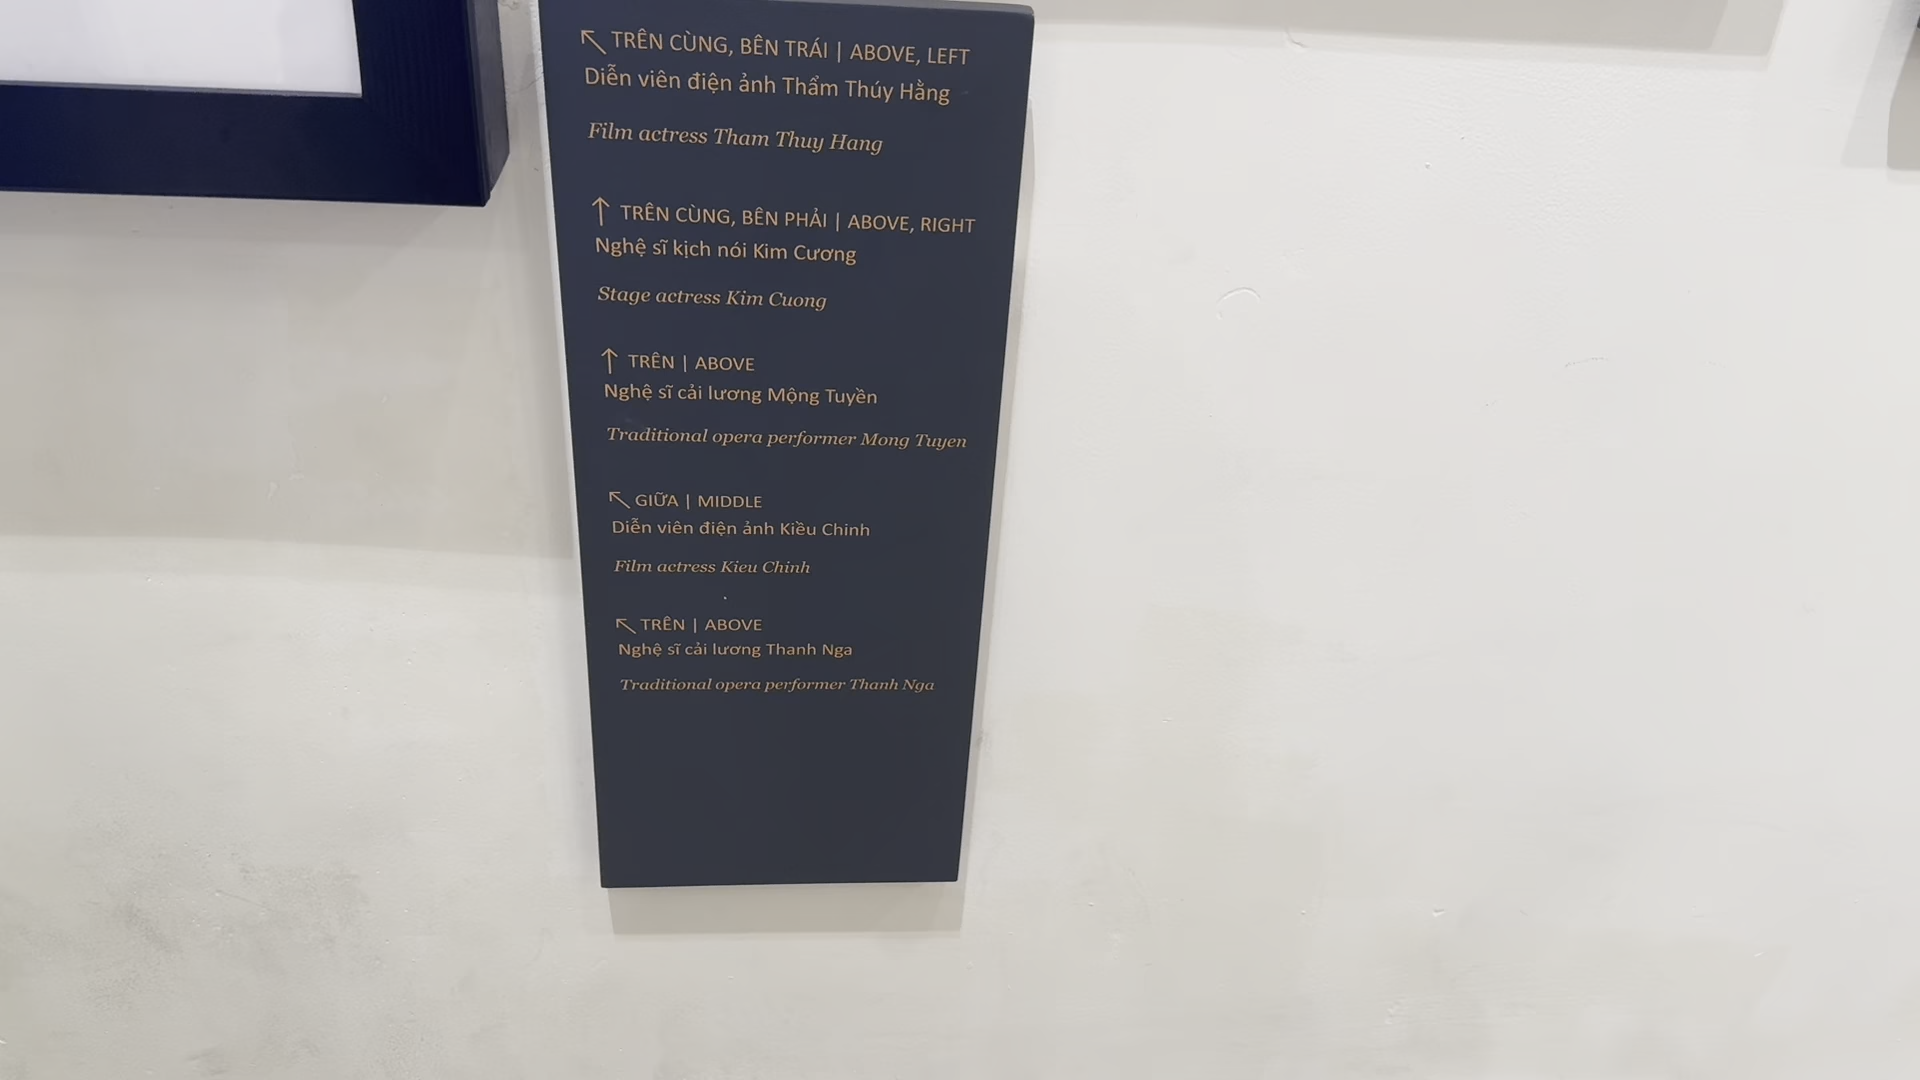 ↖ TRÊN CÙNG, BÊN TRÁI | ABOVE, LEFT
Diễn viên điện ảnh Thẩm Thúy Hằng
Film actress Tham Thuy Hang
↑ TRÊN CÙNG, BÊN PHẢI | ABOVE, RIGHT
Nghệ sĩ kịch nói Kim Cương
Stage actress Kim Cuong
↑ TRÊN | ABOVE
Nghệ sĩ cải lương Mộng Tuyền
Traditional opera performer Mong Tuyen
↖ GIỮA | MIDDLE
Diễn viên điện ảnh Kiều Chinh
Film actress Kieu Chinh
↖ TRÊN | ABOVE
Nghệ sĩ cải lương Thanh Nga
Traditional opera performer Thanh Nga